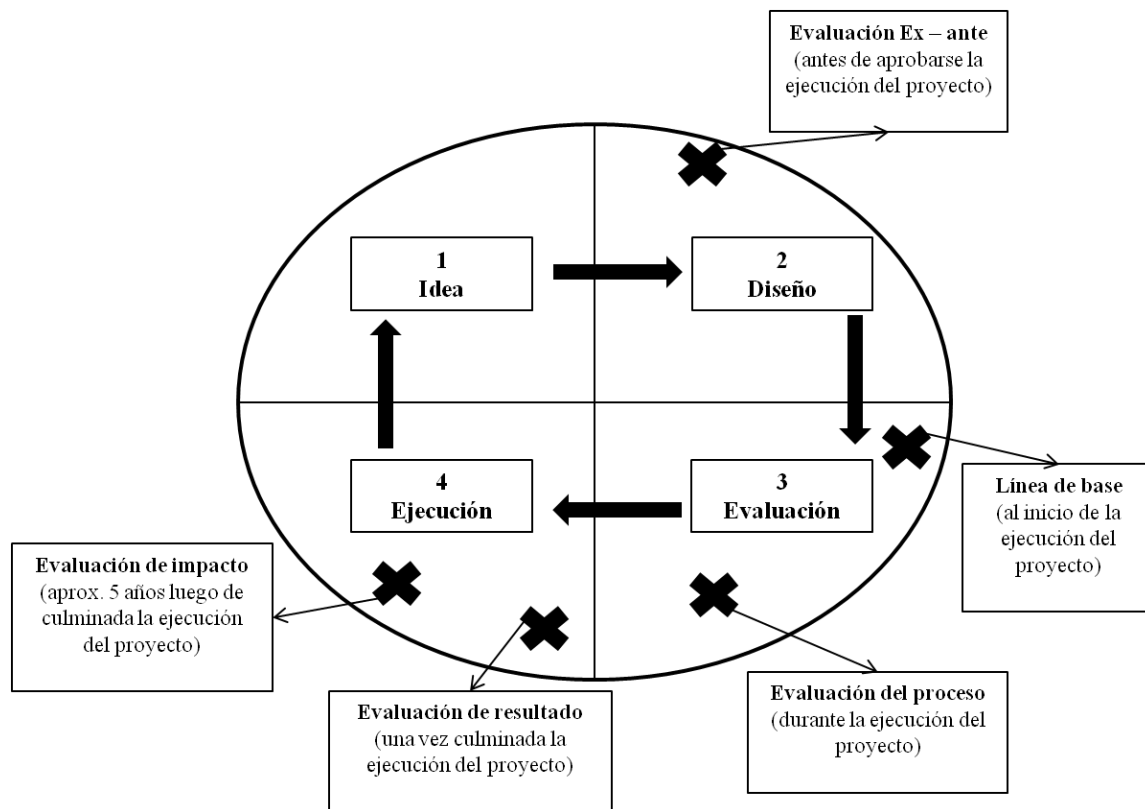 Evaluación Ex – ante
(antes de aprobarse la
ejecución del proyecto)
1
Idea
2
Diseño
4
Ejecución
3
Evaluación
Línea de base
(al inicio de la
ejecución del
proyecto)
Evaluación de impacto
(aprox. 5 años luego de
culminada la ejecución
del proyecto)
Evaluación de resultado
(una vez culminada la
ejecución del proyecto)
Evaluación del proceso
(durante la ejecución del
proyecto)